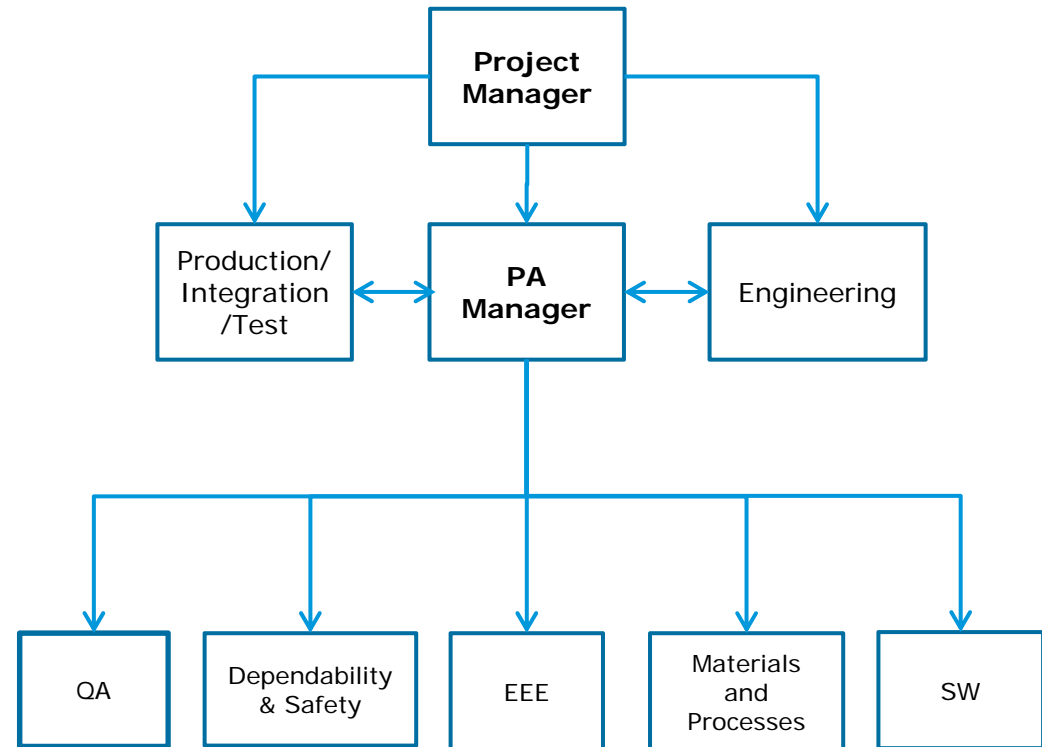 Project
Manager
Production/
Integration
/Test
PA
Manager
Engineering
QA
Dependability
& Safety
EEE
Materials
and
Processes
SW